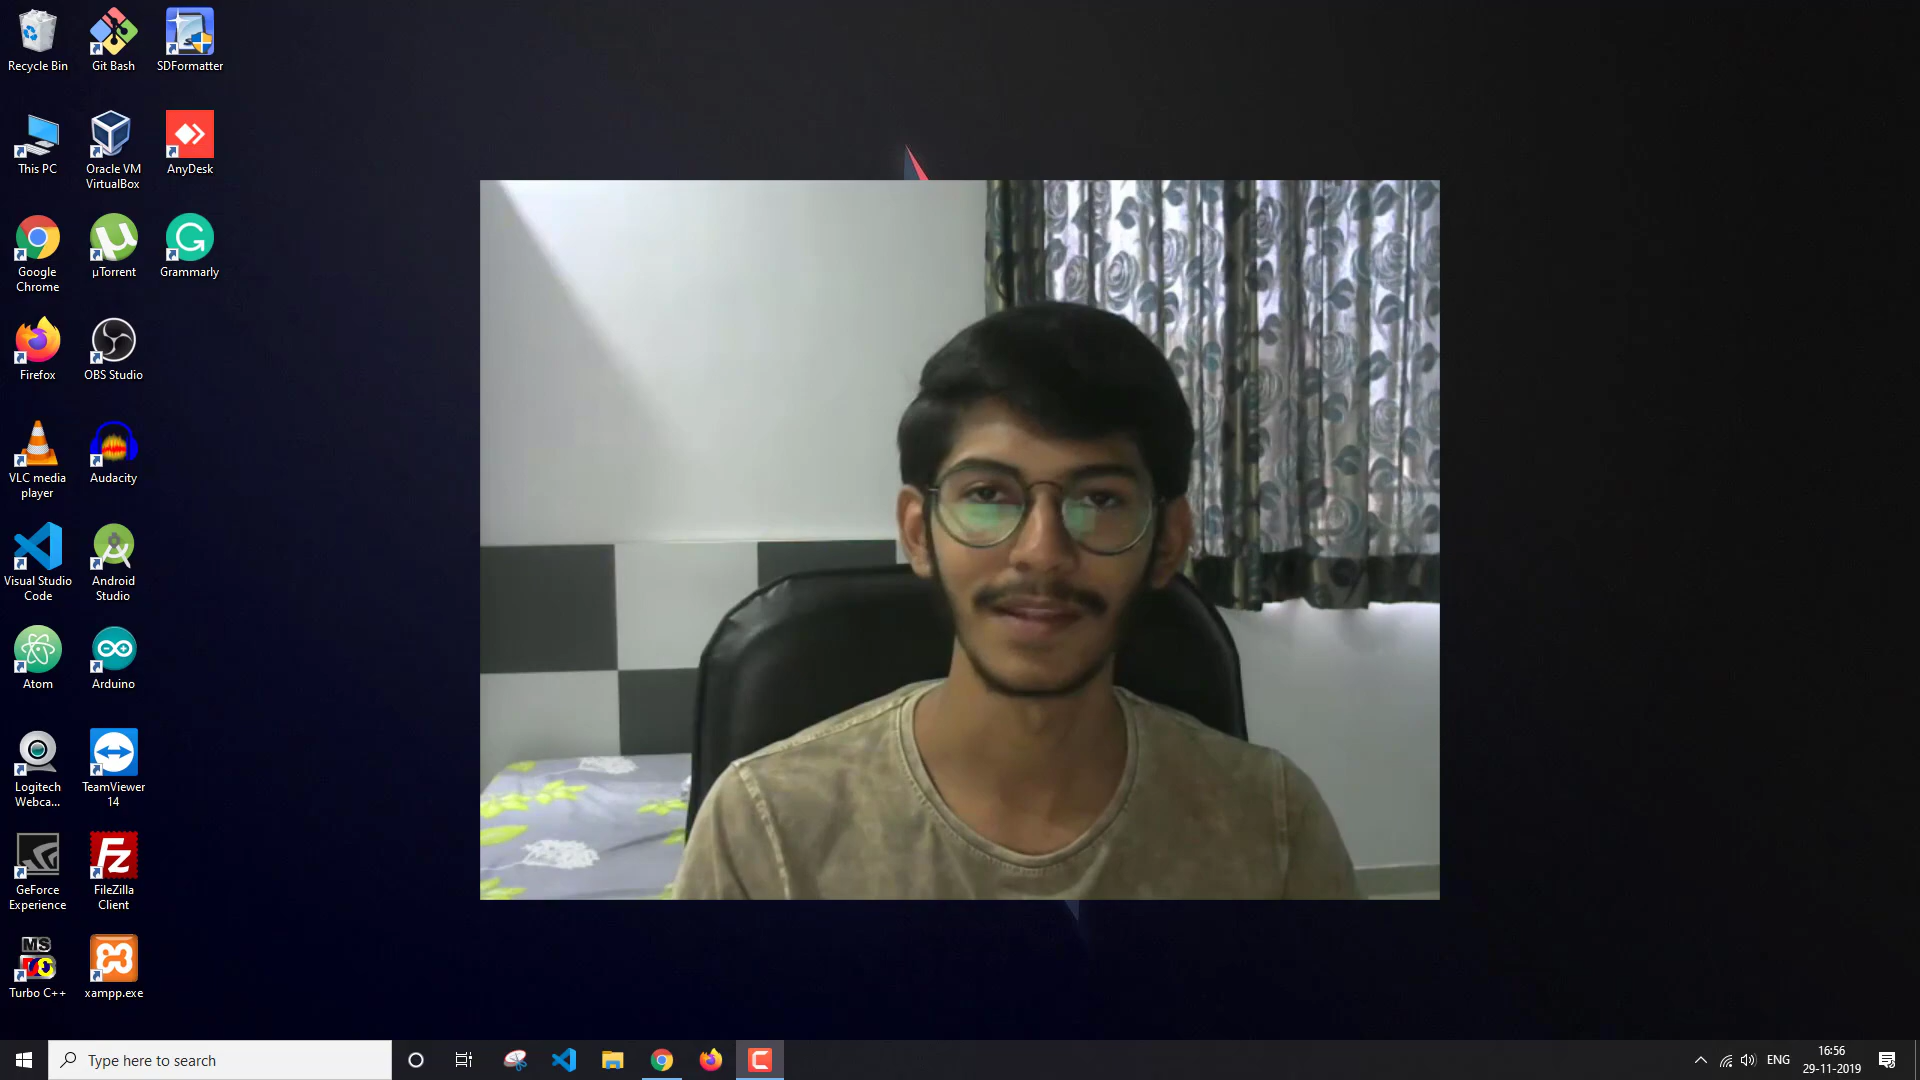 Recycle Bin
Git Bash
SDFormatter
This PC
Oracle VM
VirtualBox
AnyDesk
Google
Chrome
µTorrent
Grammarly
Firefox
OBS Studio
VLC media
player
Audacity
Visual Studio
Code
Android
Studio
Atom
Arduino
Logitech
Webca...
TeamViewer
14
GeForce
Experience
Fz
FileZilla
Client
MS
Turbo C++
xampp.exe
Type here to search
ENG
16:56
29-11-2019